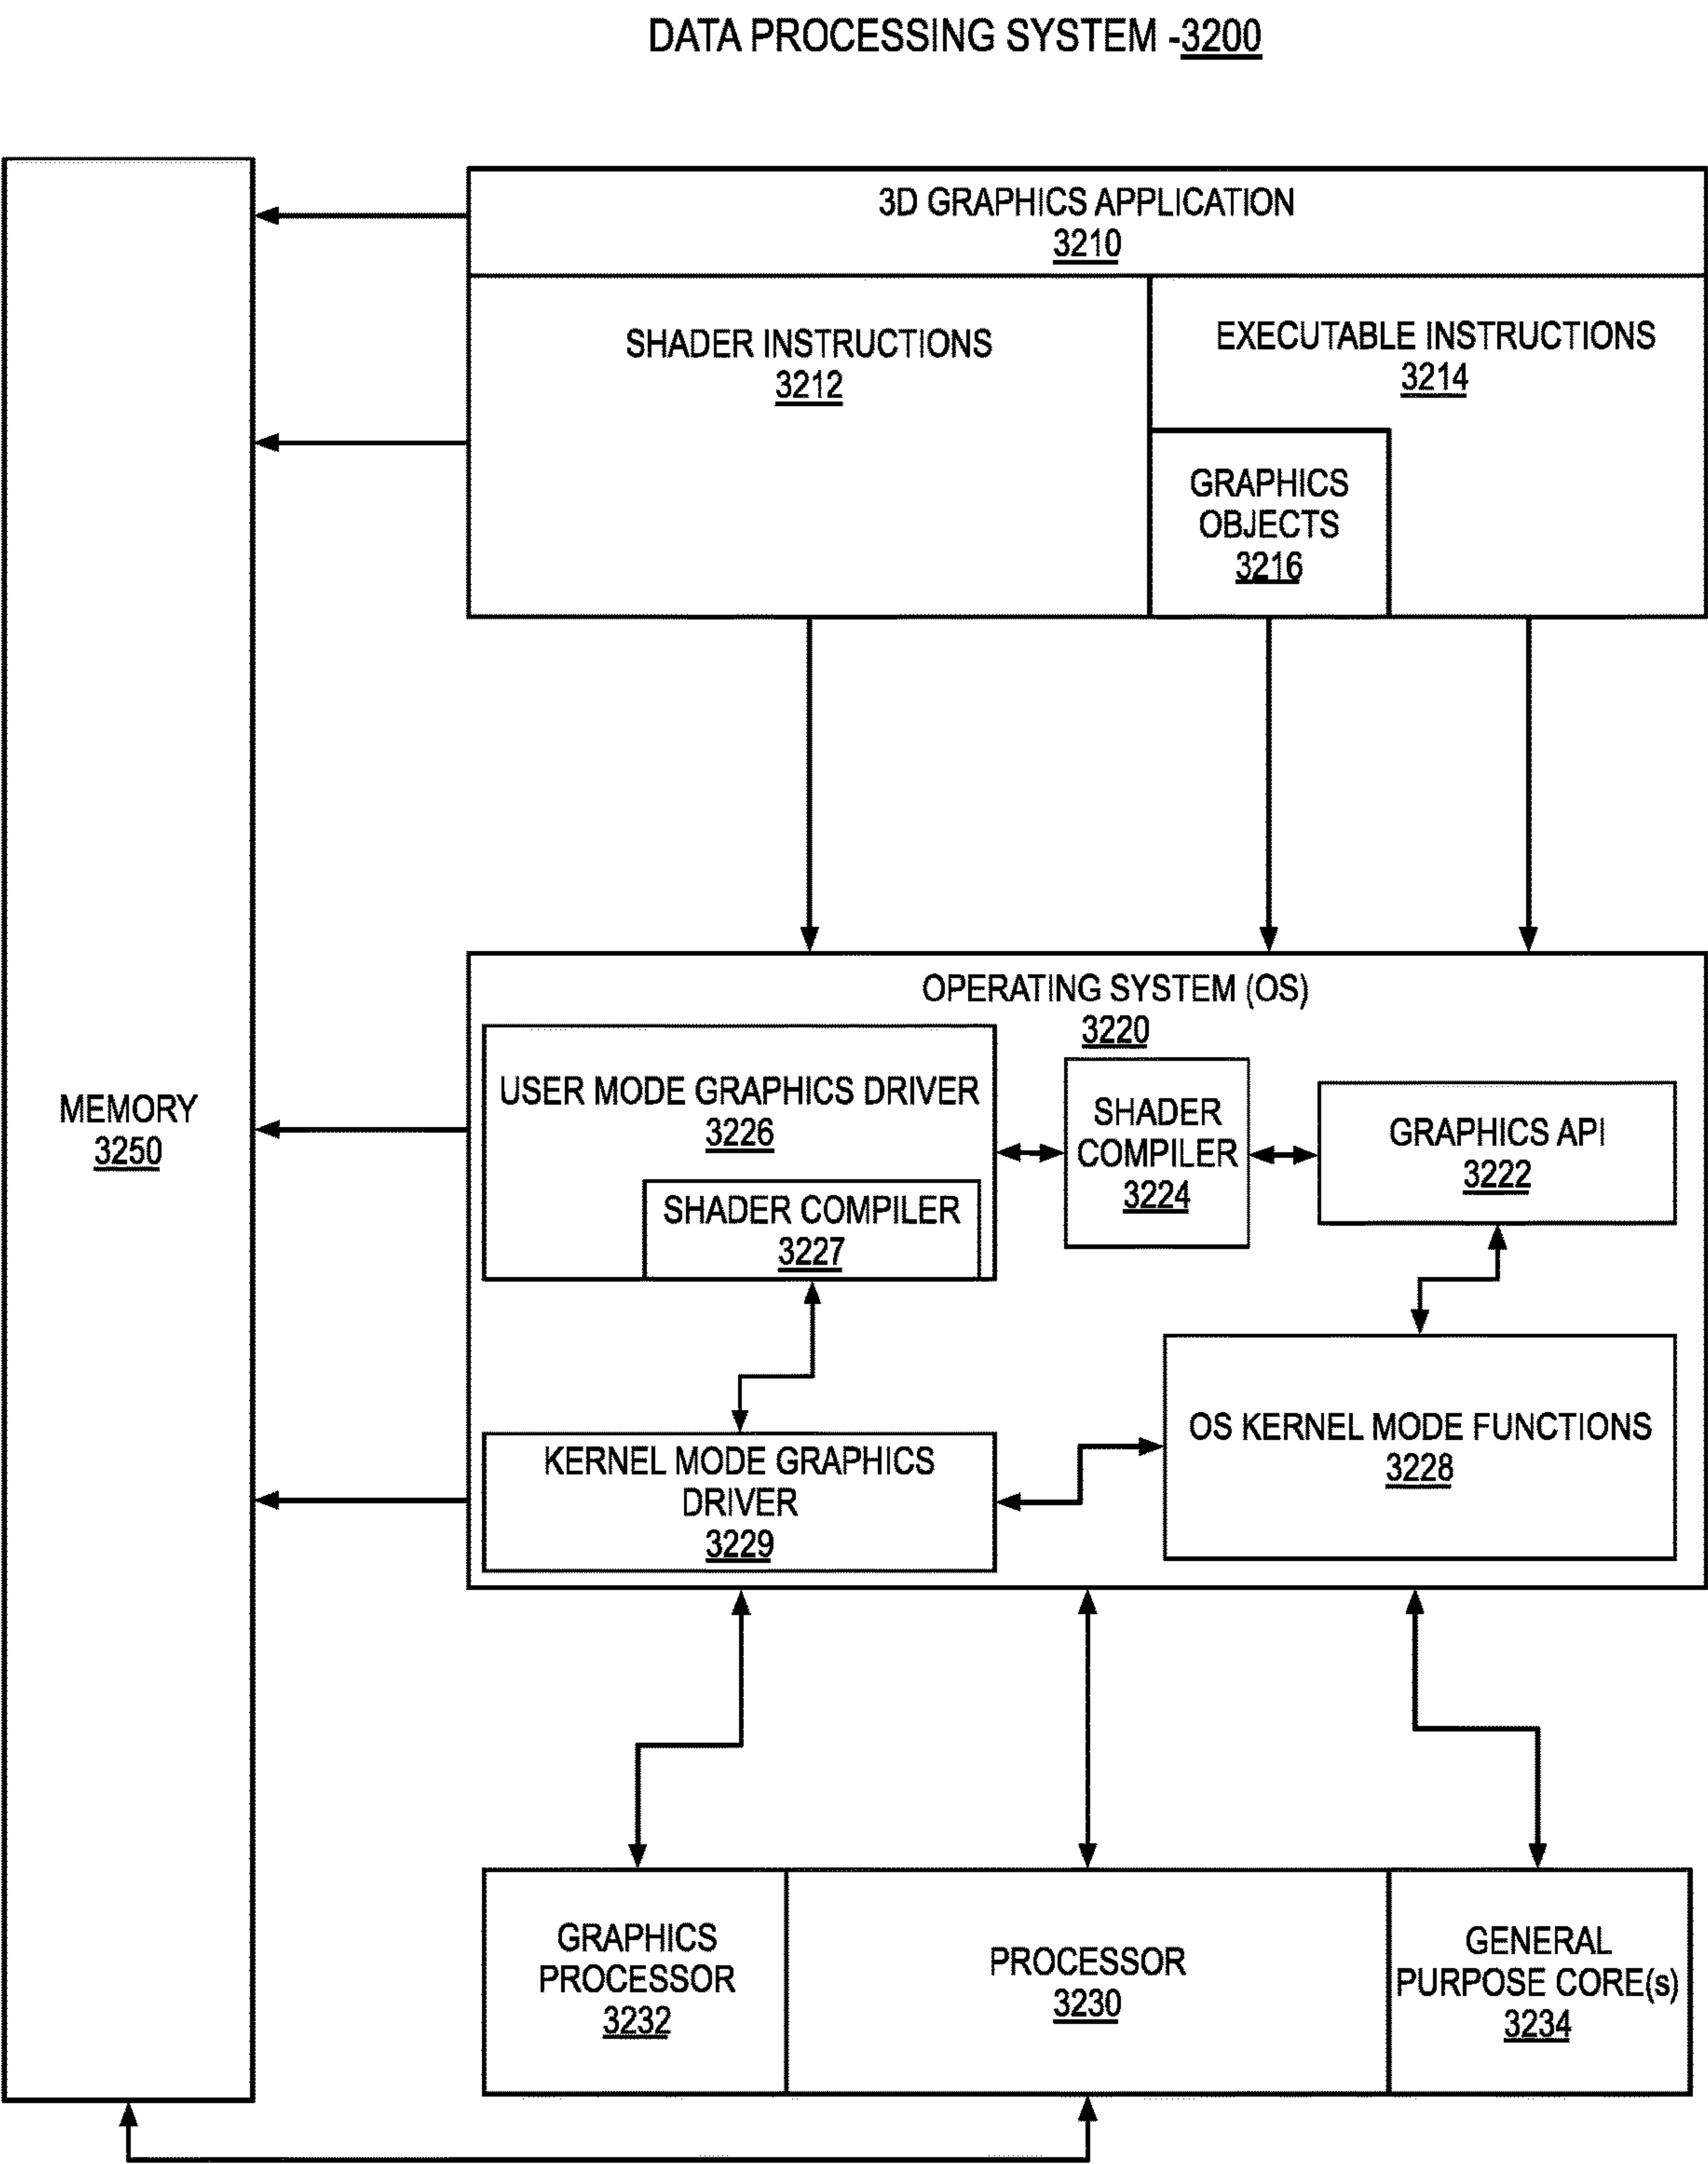 DATA PROCESSING SYSTEM -3200
3D GRAPHICS APPLICATION
3210
SHADER INSTRUCTIONS
3212
EXECUTABLE INSTRUCTIONS
3214
GRAPHICS
OBJECTS
3216
MEMORY
3250
OPERATING SYSTEM (OS)
3220
USER MODE GRAPHICS DRIVER
3226
SHADER COMPILER
3227
SHADER
COMPILER
3224
GRAPHICS API
3222
KERNEL MODE GRAPHICS
DRIVER
3229
OS KERNEL MODE FUNCTIONS
3228
GRAPHICS
PROCESSOR
3232
PROCESSOR
3230
GENERAL
PURPOSE CORE(s)
3234